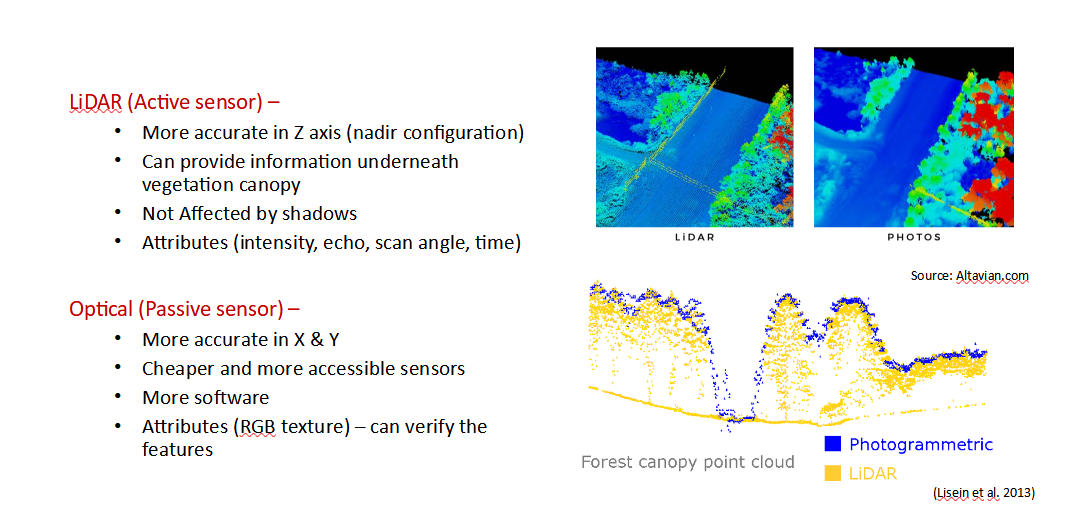 LiDAR (Active sensor) –
• More accurate in Z axis (nadir configuration)
• Can provide information underneath
vegetation canopy
• Not Affected by shadows
• Attributes (intensity, echo, scan angle, time)
Optical (Passive sensor) –
• More accurate in X & Y
• Cheaper and more accessible sensors
• More software
• Attributes (RGB texture) – can verify the
features
LiDAR
PHOTOS
Source: Altavian.com
Forest canopy point cloud
Photogrammetric
LiDAR
(Lisein et al. 2013)